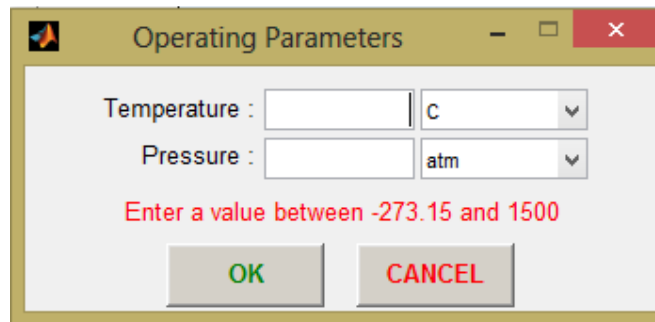 Operating Parameters
Temperature : C
Pressure : atm
Enter a value between -273.15 and 1500
OK CANCEL